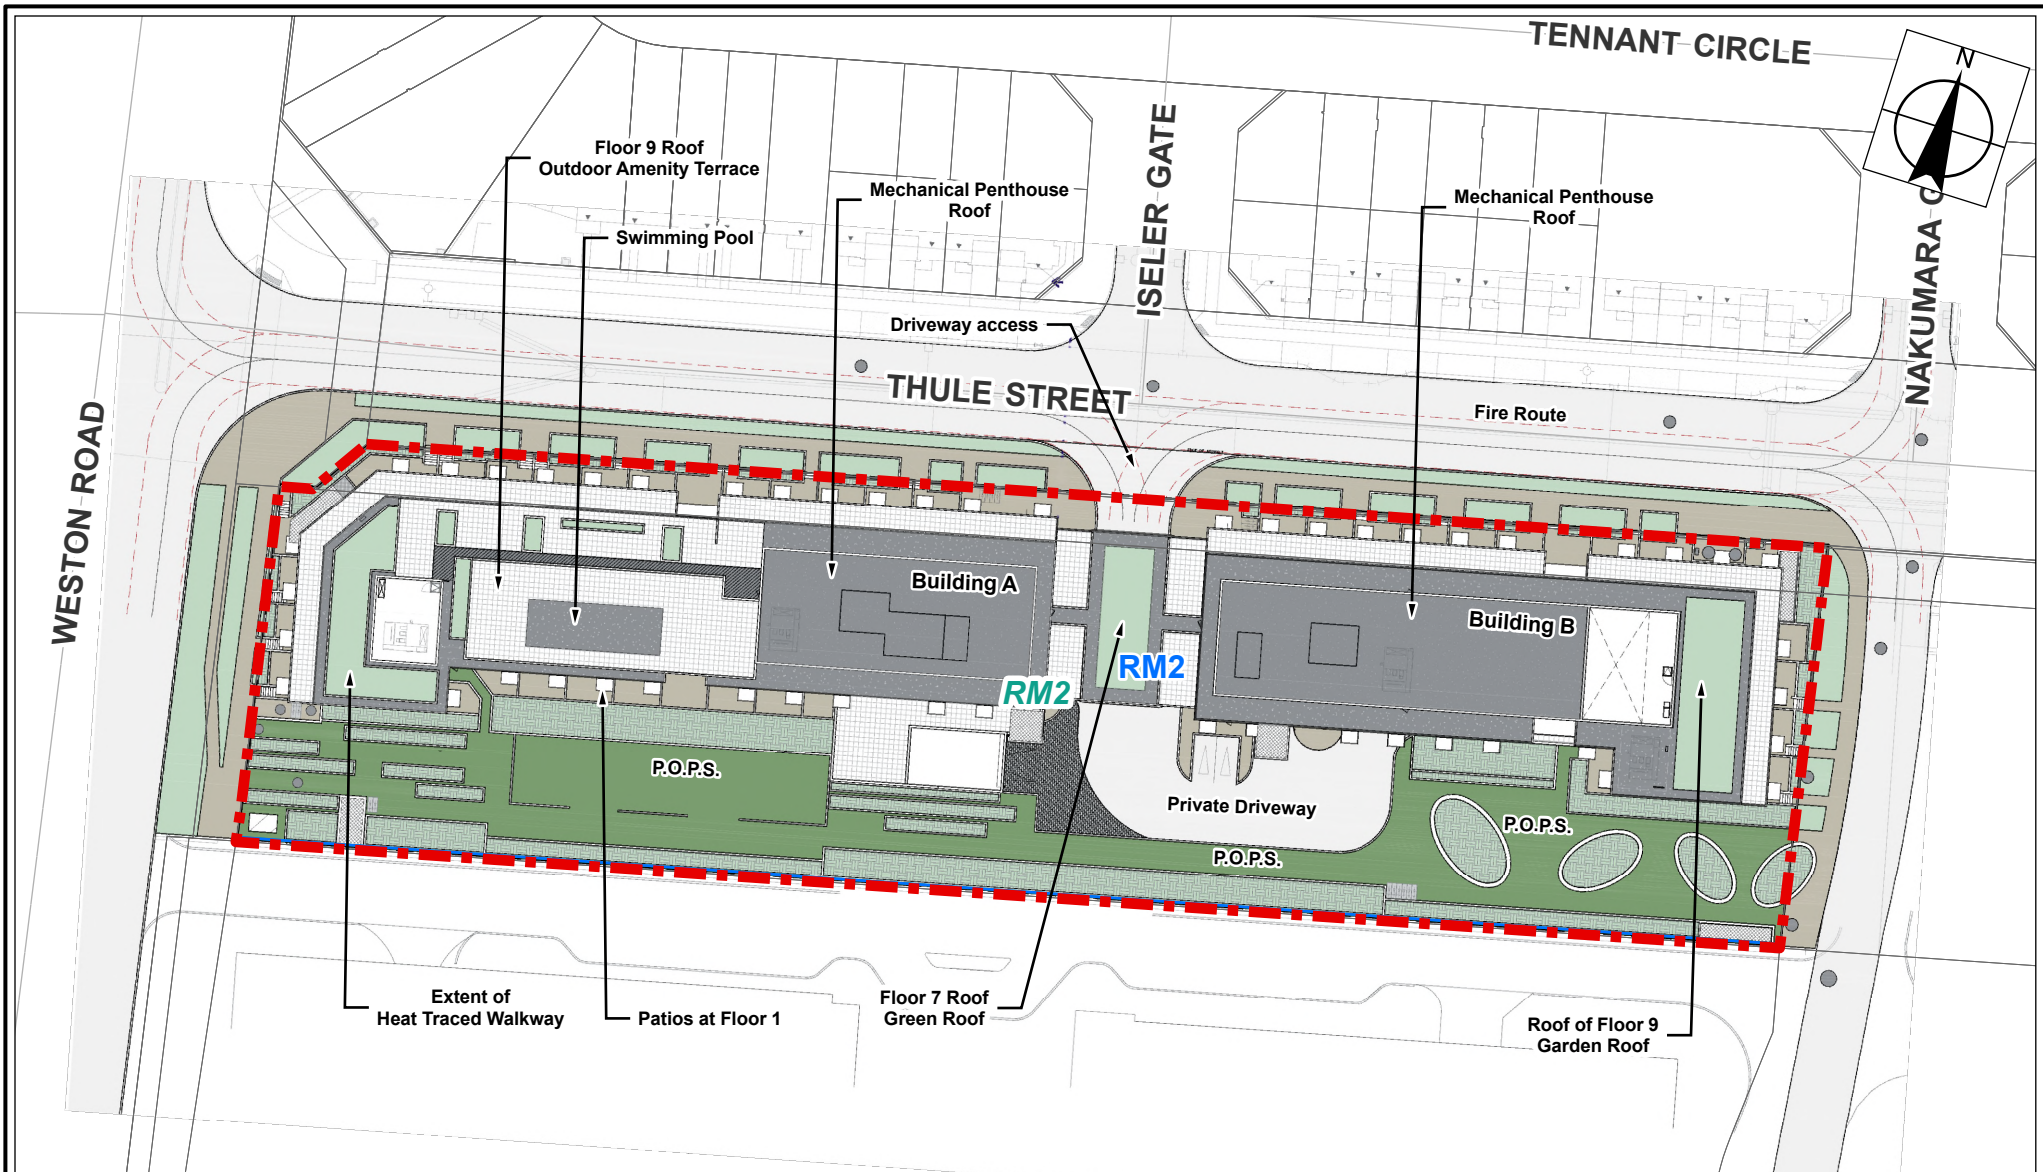 TENNANT CIRCLE
N
ISELER GATE
NAKUMARA G
Floor 9 Roof
Outdoor Amenity Terrace
Mechanical Penthouse
Roof
Mechanical Penthouse
Roof
Swimming Pool
Driveway access
THULE STREET
Fire Route
WESTON ROAD
Building A
Building B
RM2
RM2
P.O.P.S.
Private Driveway
P.O.P.S.
P.O.P.S.
Extent of
Heat Traced Walkway
Patios at Floor 1
Floor 7 Roof
Green Roof
Roof of Floor 9
Garden Roof